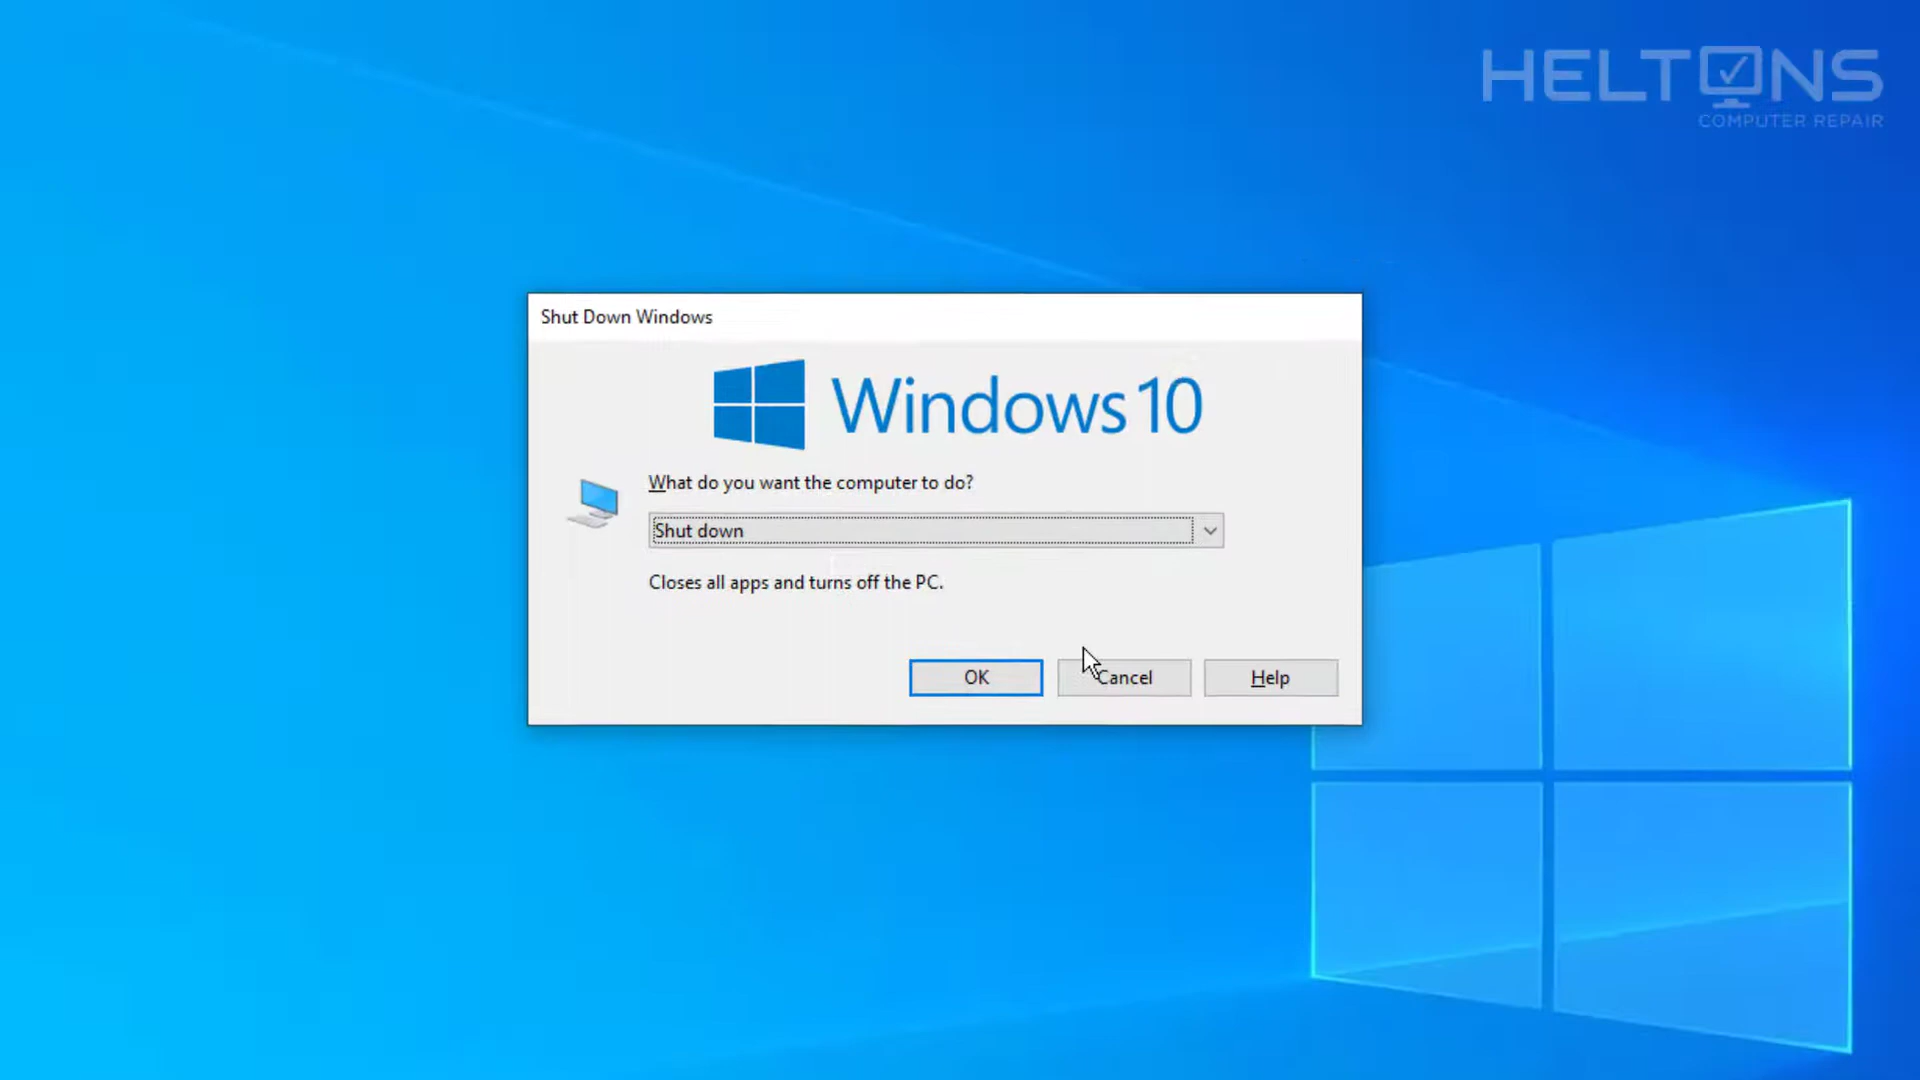 HELTONS
COMPUTER REPAIR
Shut Down Windows
Windows 10
What do you want the computer to do?
Shut down
Closes all apps and turns off the PC.
OK
Cancel
Help